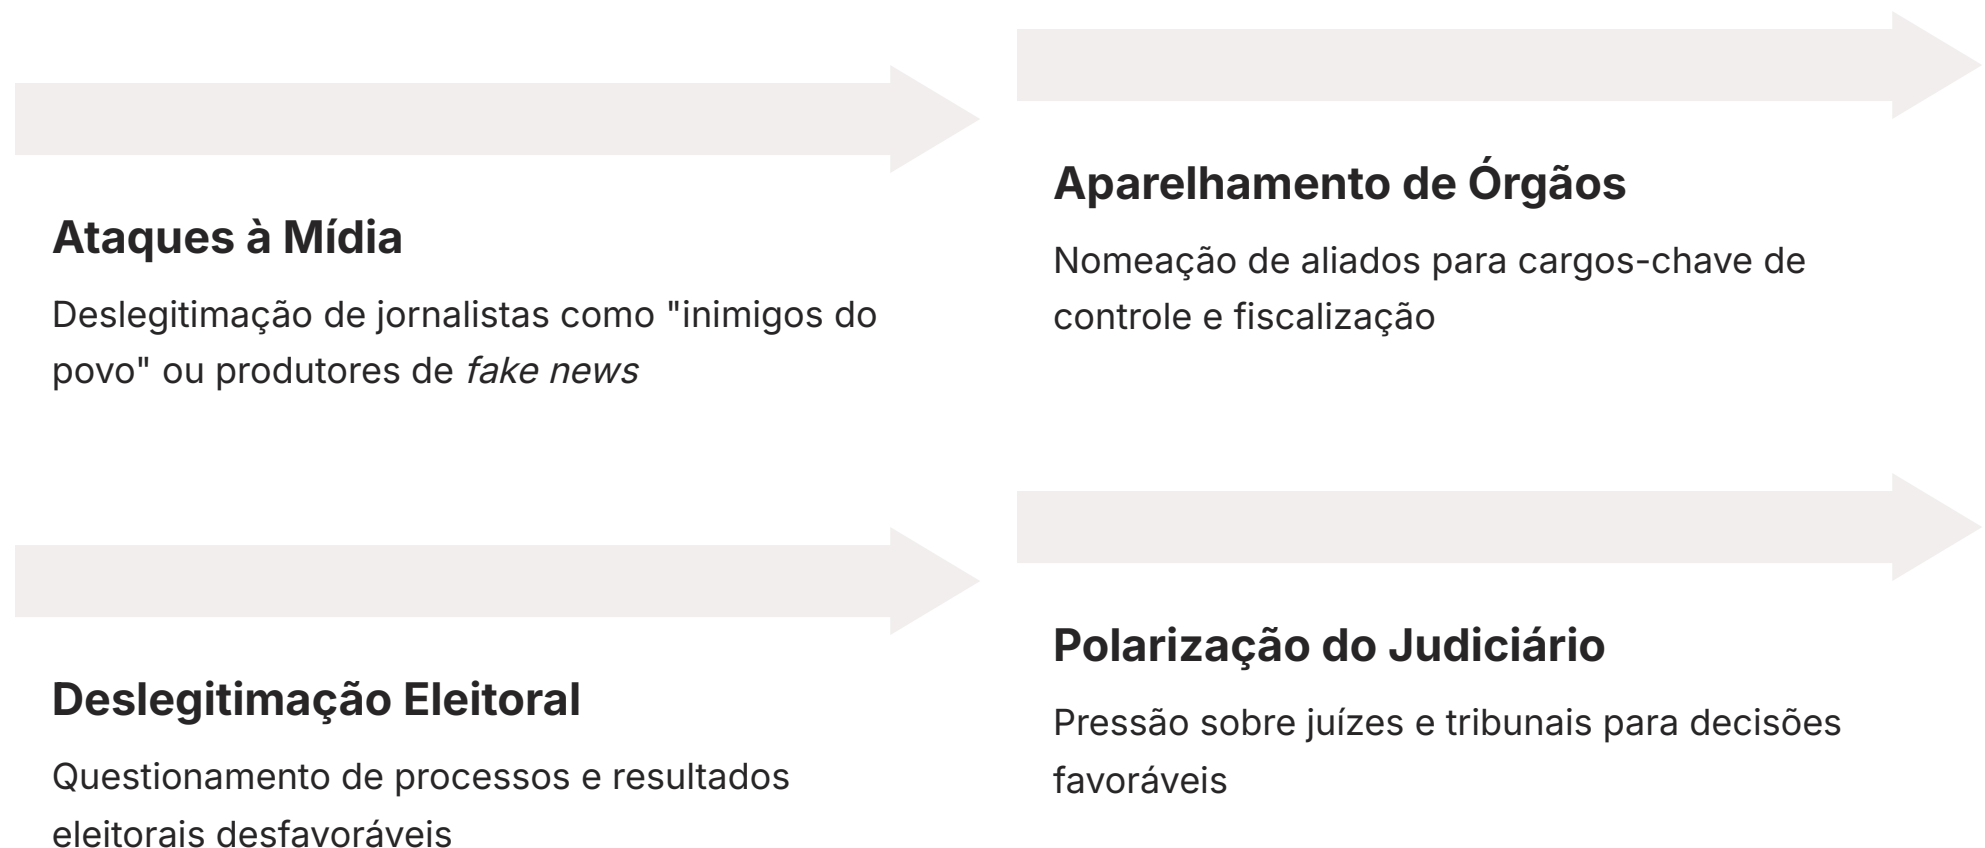 Ataques à Mídia
Deslegitimação de jornalistas como "inimigos do
povo" ou produtores de fake news
Aparelhamento de Órgãos
Nomeação de aliados para cargos-chave de
controle e fiscalização
Deslegitimação Eleitoral
Questionamento de processos e resultados
eleitorais desfavoráveis
Polarização do Judiciário
Pressão sobre juízes e tribunais para decisões
favoráveis